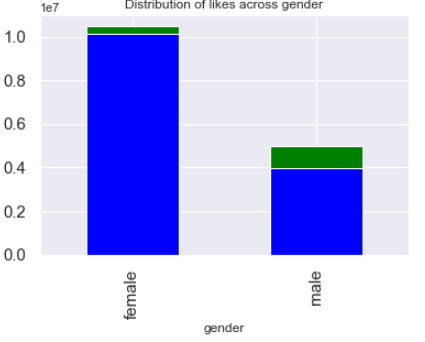 Distribution of likes across gender
1e7
1.0
0.8
0.6
0.4
0.2
0.0
female
male
gender